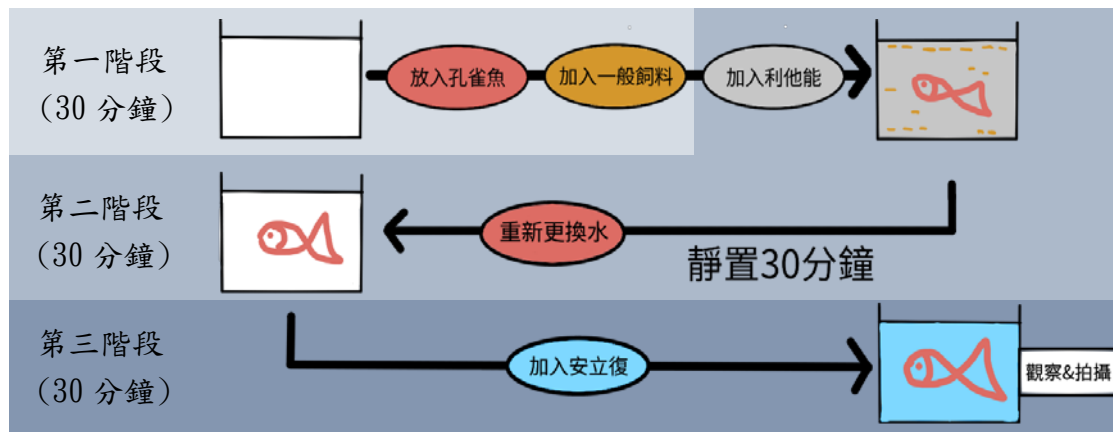 第一階段
(30 分鐘)
放入孔雀魚
加入一般飼料
加入利他能
第二階段
(30 分鐘)
重新更換水
靜置30分鐘
第三階段
(30 分鐘)
加入安立復
觀察&拍攝